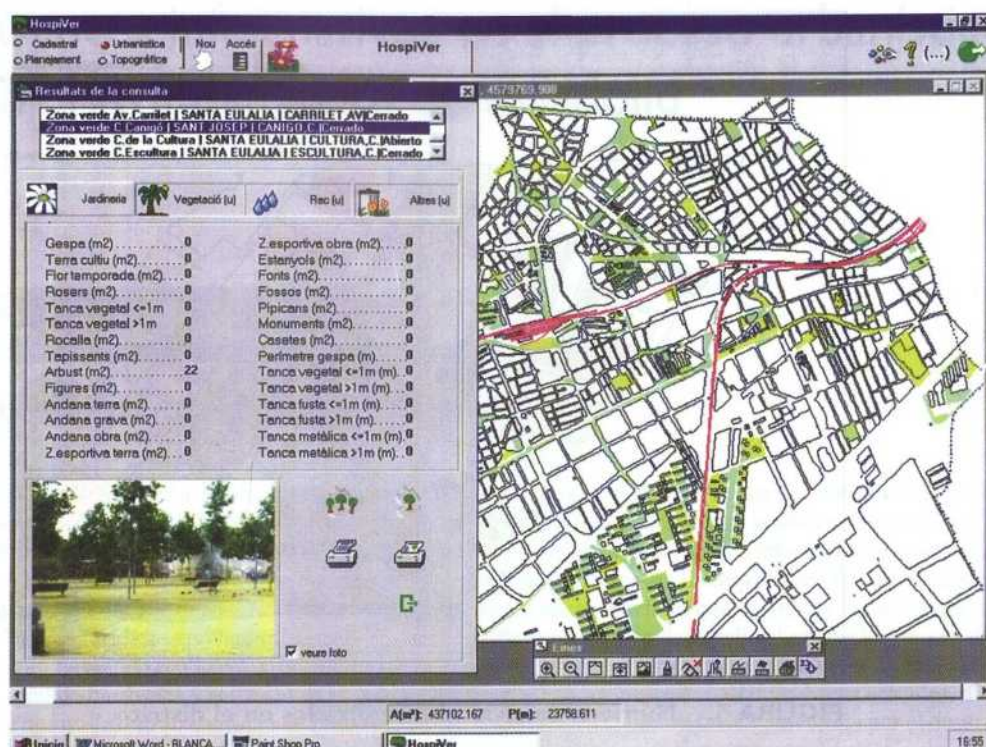 HospiVer
Cadastral Urbanística Nou Accés HospiVer (...)
Planejament Topográfica
Resultats de la consulta
, 4579769.908
Zona verde Av.Carrilet | SANTA EULALIA | CARRILET,AV|Cerrado
Zona verde C.Canigó | SANT JOSEP | CANIGO,C.|Cerrado
Zona verde C.de la Cultura | SANTA EULALIA | CULTURA,C.|Abierto
Zona verde C.Escultura | SANTA EULALIA | ESCULTURA,C.|Cerrado
Jardineria Vegetació (u) Rec (u) Altres (u)
Gespa (m2)..............0 Z.esportiva obra (m2).....0
Terra cultiu (m2)........0 Estanyols (m2)..............0
Flor temporada (m2)....0 Fonts (m2)....................0
Rosers (m2)..............0 Fossos (m2)..................0
Tanca vegetal <=1m 0 Pipicans (m2)................0
Tanca vegetal >1m 0 Monuments (m2)............0
Rocalla (m2)..............0 Casetes (m2)................0
Tapissants (m2)..........0 Perímetre gespa (m).......0
Arbust (m2)..............22 Tanca vegetal <=1m (m)..0
Figures (m2)..............0 Tanca vegetal >1m (m)....0
Andana terra (m2).......0 Tanca fusta <=1m (m).....0
Andana grava (m2)......0 Tanca fusta >1m (m).......0
Andana obra (m2)........0 Tanca metàlica <=1m (m).0
Z.esportiva terra (m2)...0 Tanca metàlica >1m (m)..0
veure foto
Eines
A(m²): 437102.167 P(m): 23758.611
Inicio Microsoft Word - BLANCA... Paint Shop Pro HospiVer 16:55